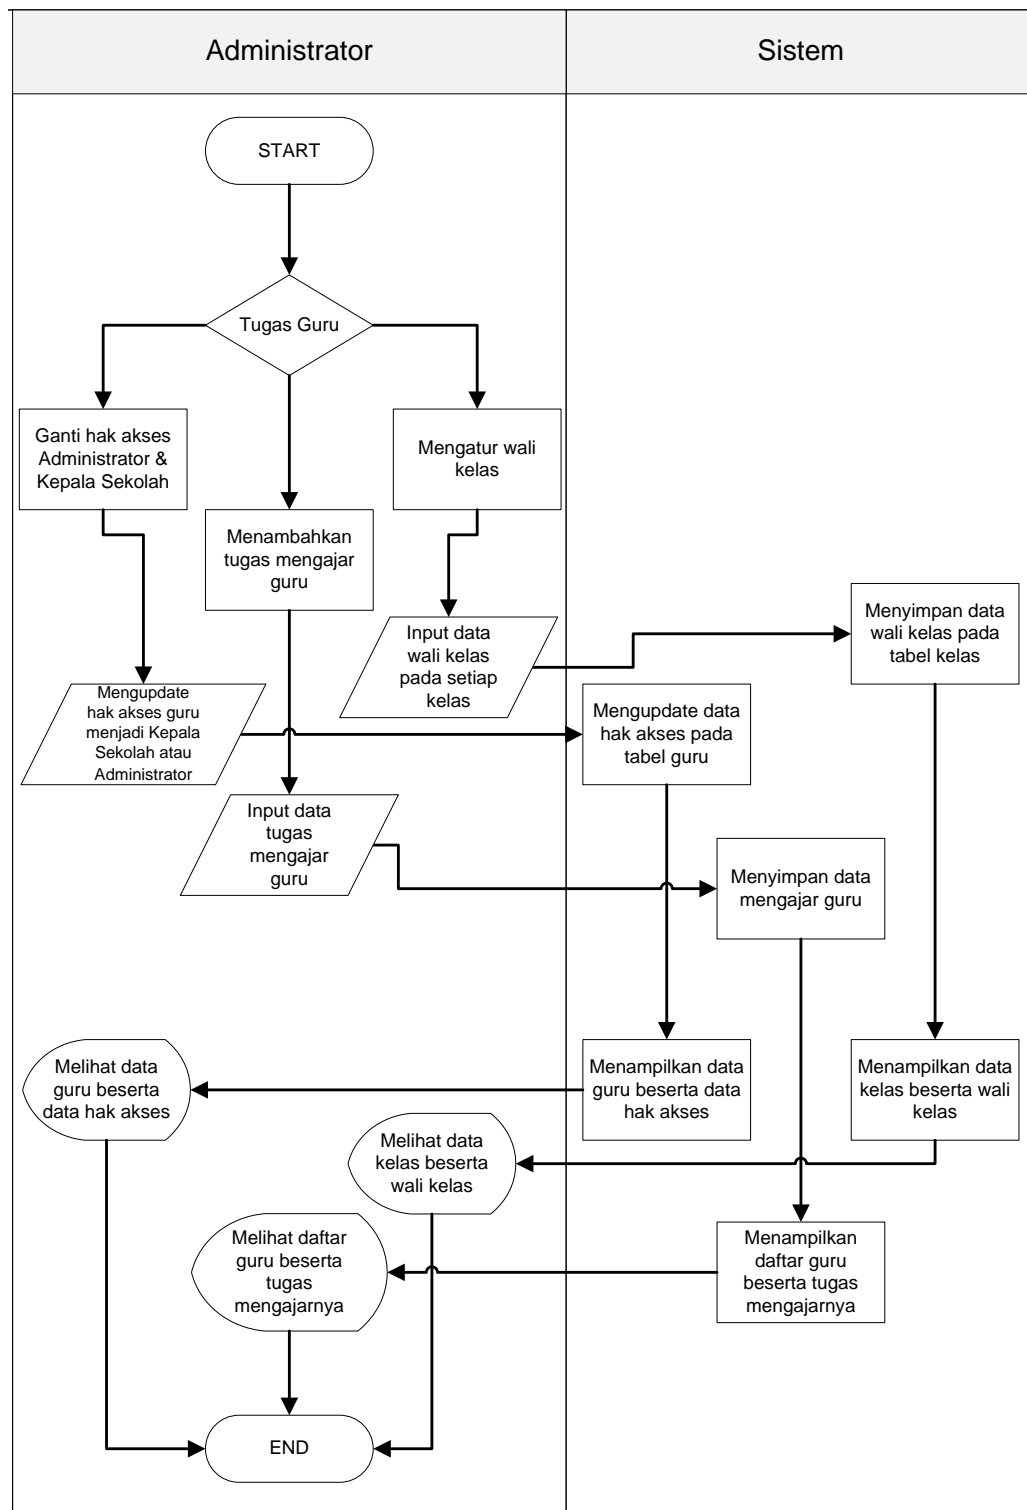 Administrator
Sistem
START
Tugas Guru
Ganti hak akses
Administrator &
Kepala Sekolah
Mengatur wali
kelas
Menambahkan
tugas mengajar
guru
Input data
wali kelas
pada setiap
kelas
Menyimpan data
wali kelas pada
tabel kelas
Mengupdate
hak akses guru
menjadi Kepala
Sekolah atau
Administrator
Mengupdate data
hak akses pada
tabel guru
Input data
tugas
mengajar
guru
Menyimpan data
mengajar guru
Melihat data
guru beserta
data hak akses
Menampilkan data
guru beserta data
hak akses
Menampilkan data
kelas beserta wali
kelas
Melihat data
kelas beserta
wali kelas
Melihat daftar
guru beserta
tugas
mengajarnya
Menampilkan
daftar guru
beserta tugas
mengajarnya
END